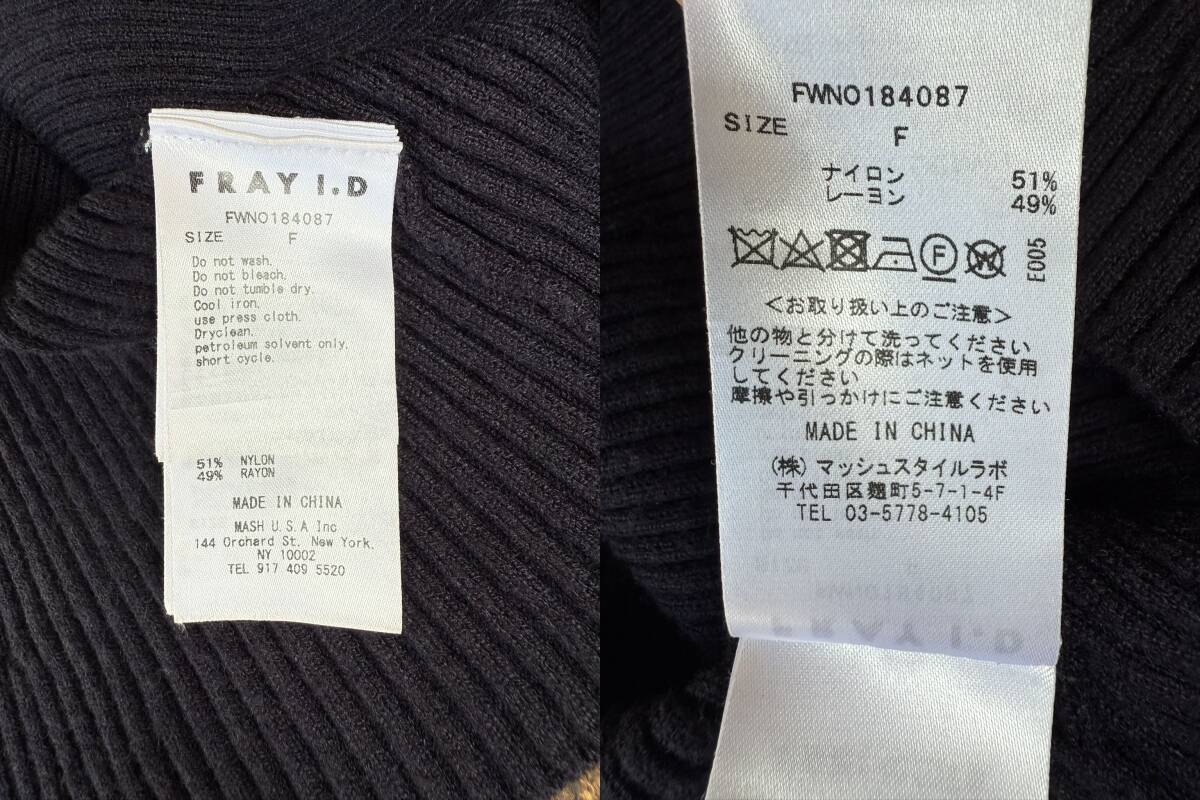 FRAY I.D
FWNO184087
SIZE F
Do not wash.
Do not bleach.
Do not tumble dry.
Cool iron.
use press cloth.
Dryclean.
petroleum solvent only.
short cycle.
51% NYLON
49% RAYON
MADE IN CHINA
MASH U.S.A Inc
144 Orchard St. New York.
NY 10002
TEL 917 409 5520
FWNO184087
SIZE F
ナイロン 51%
レーヨン 49%
F W E005
<お取り扱い上のご注意>
他の物と分けて洗ってください
クリーニングの際はネットを使用
してください
摩擦や引っかけにご注意ください
MADE IN CHINA
(株)マッシュスタイルラボ
千代田区麹町5-7-1-4F
TEL 03-5778-4105